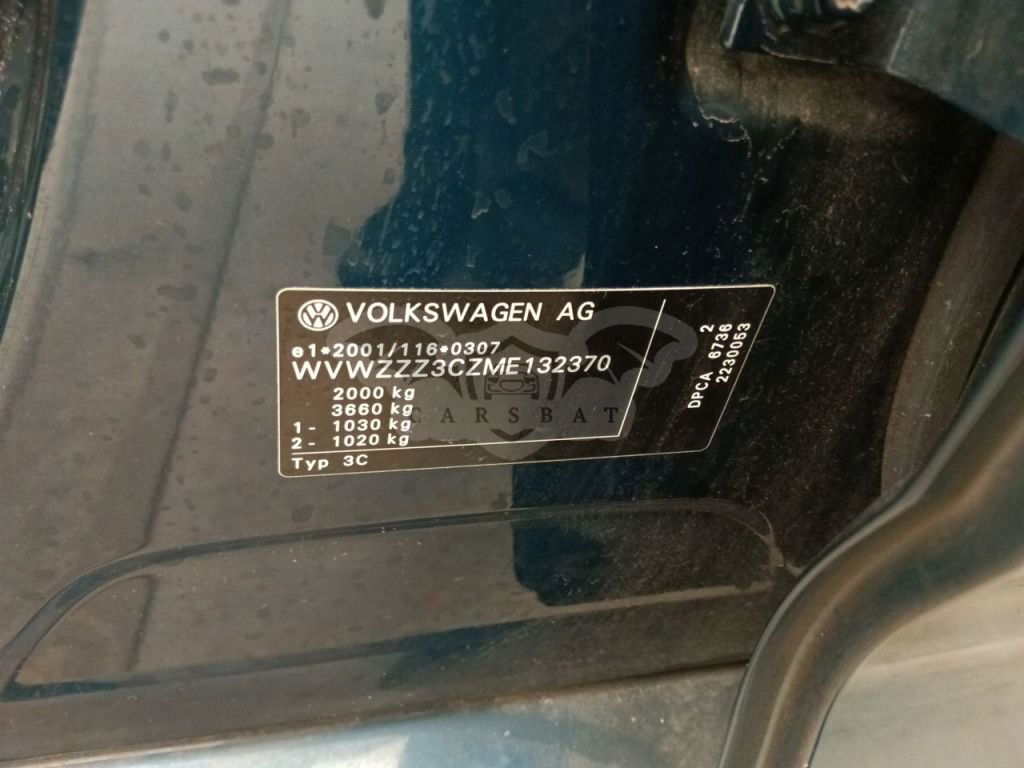 VOLKSWAGEN AG
e1*2001/116*0307
WVWZZZ3CZME132370
2000 kg
3660 kg
1- 1030 kg
2- 1020 kg
Typ 3C
DPCA 6736 2
2230053
CARSBAT